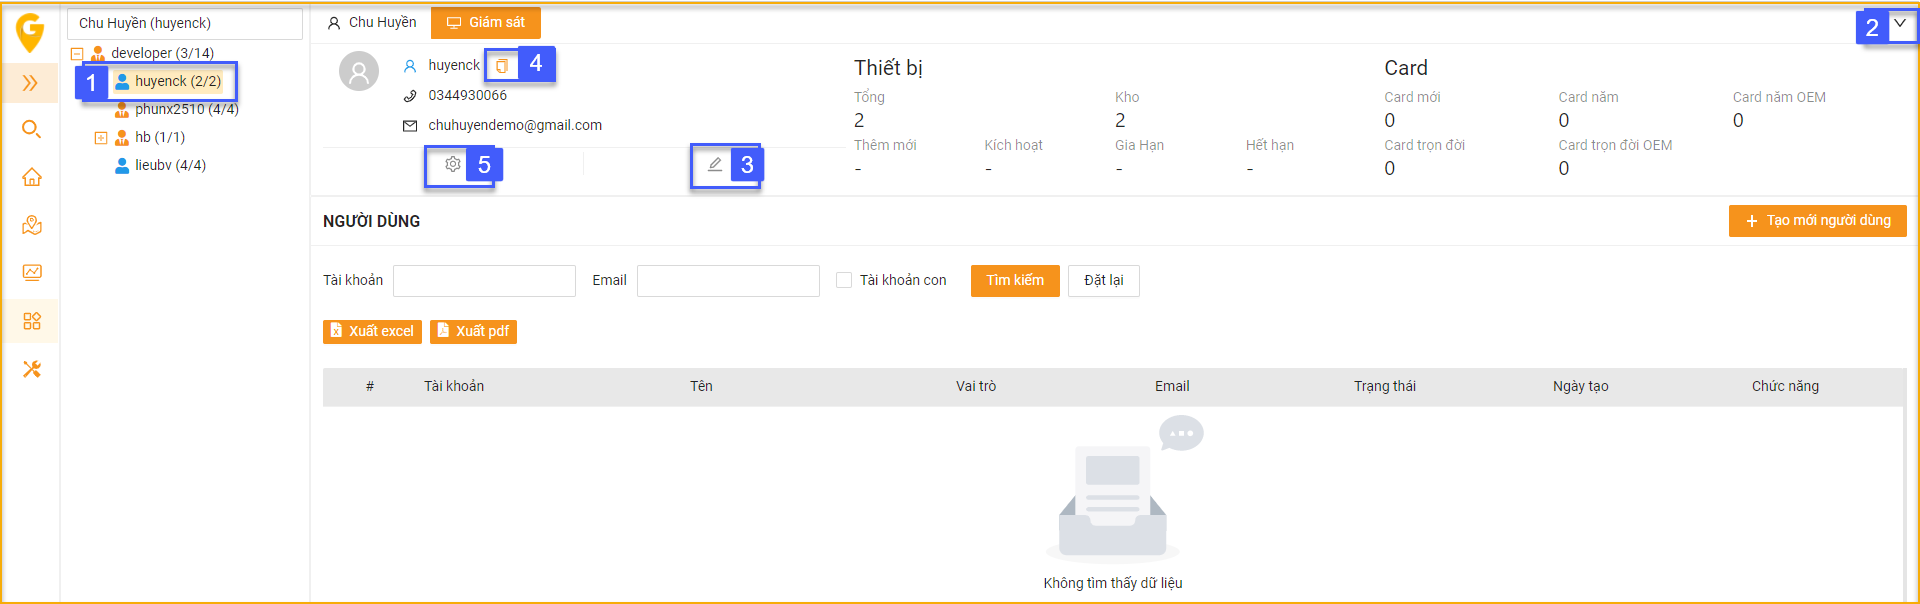 G
Chu Huyền (huyenck)
developer (3/14)
1
huyenck (2/2)
phunx2510 (4/4)
hb (1/1)
lieubv (4/4)
Chu Huyền
Giám sát
2
huyenck
4
0344930066
chuhuyendemo@gmail.com
5
3
Thiết bị
Tổng
Kho
2
2
Thêm mới
Kích hoạt
Gia Hạn
Hết hạn
-
-
-
-
Card
Card mới
Card năm
Card năm OEM
0
0
0
Card trọn đời
Card trọn đời OEM
0
0
NGƯỜI DÙNG
+ Tạo mới người dùng
Tài khoản
Email
Tài khoản con
Tìm kiếm
Đặt lại
Xuất excel
Xuất pdf
# Tài khoản Tên Vai trò Email Trạng thái Ngày tạo Chức năng
Không tìm thấy dữ liệu